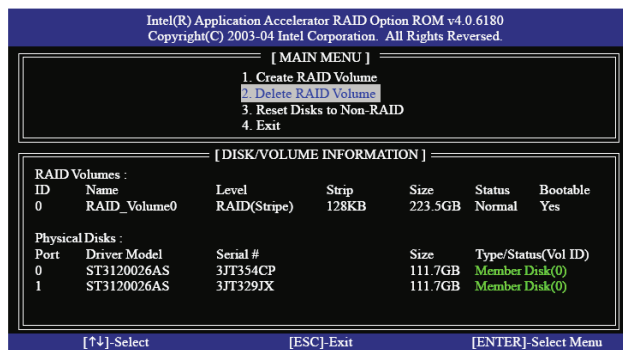 Intel(R) Application Accelerator RAID Option ROM v4.0.6180
Copyright(C) 2003-04 Intel Corporation. All Rights Reversed.
[ MAIN MENU ]
1. Create RAID Volume
2. Delete RAID Volume
3. Reset Disks to Non-RAID
4. Exit
[ DISK/VOLUME INFORMATION ]
RAID Volumes :
ID Name Level Strip Size Status Bootable
0 RAID_Volume0 RAID(Stripe) 128KB 223.5GB Normal Yes
Physical Disks :
Port Driver Model Serial # Size Type/Status(Vol ID)
0 ST3120026AS 3JT354CP 111.7GB Member Disk(0)
1 ST3120026AS 3JT329JX 111.7GB Member Disk(0)
[↑↓]-Select [ESC]-Exit [ENTER]-Select Menu